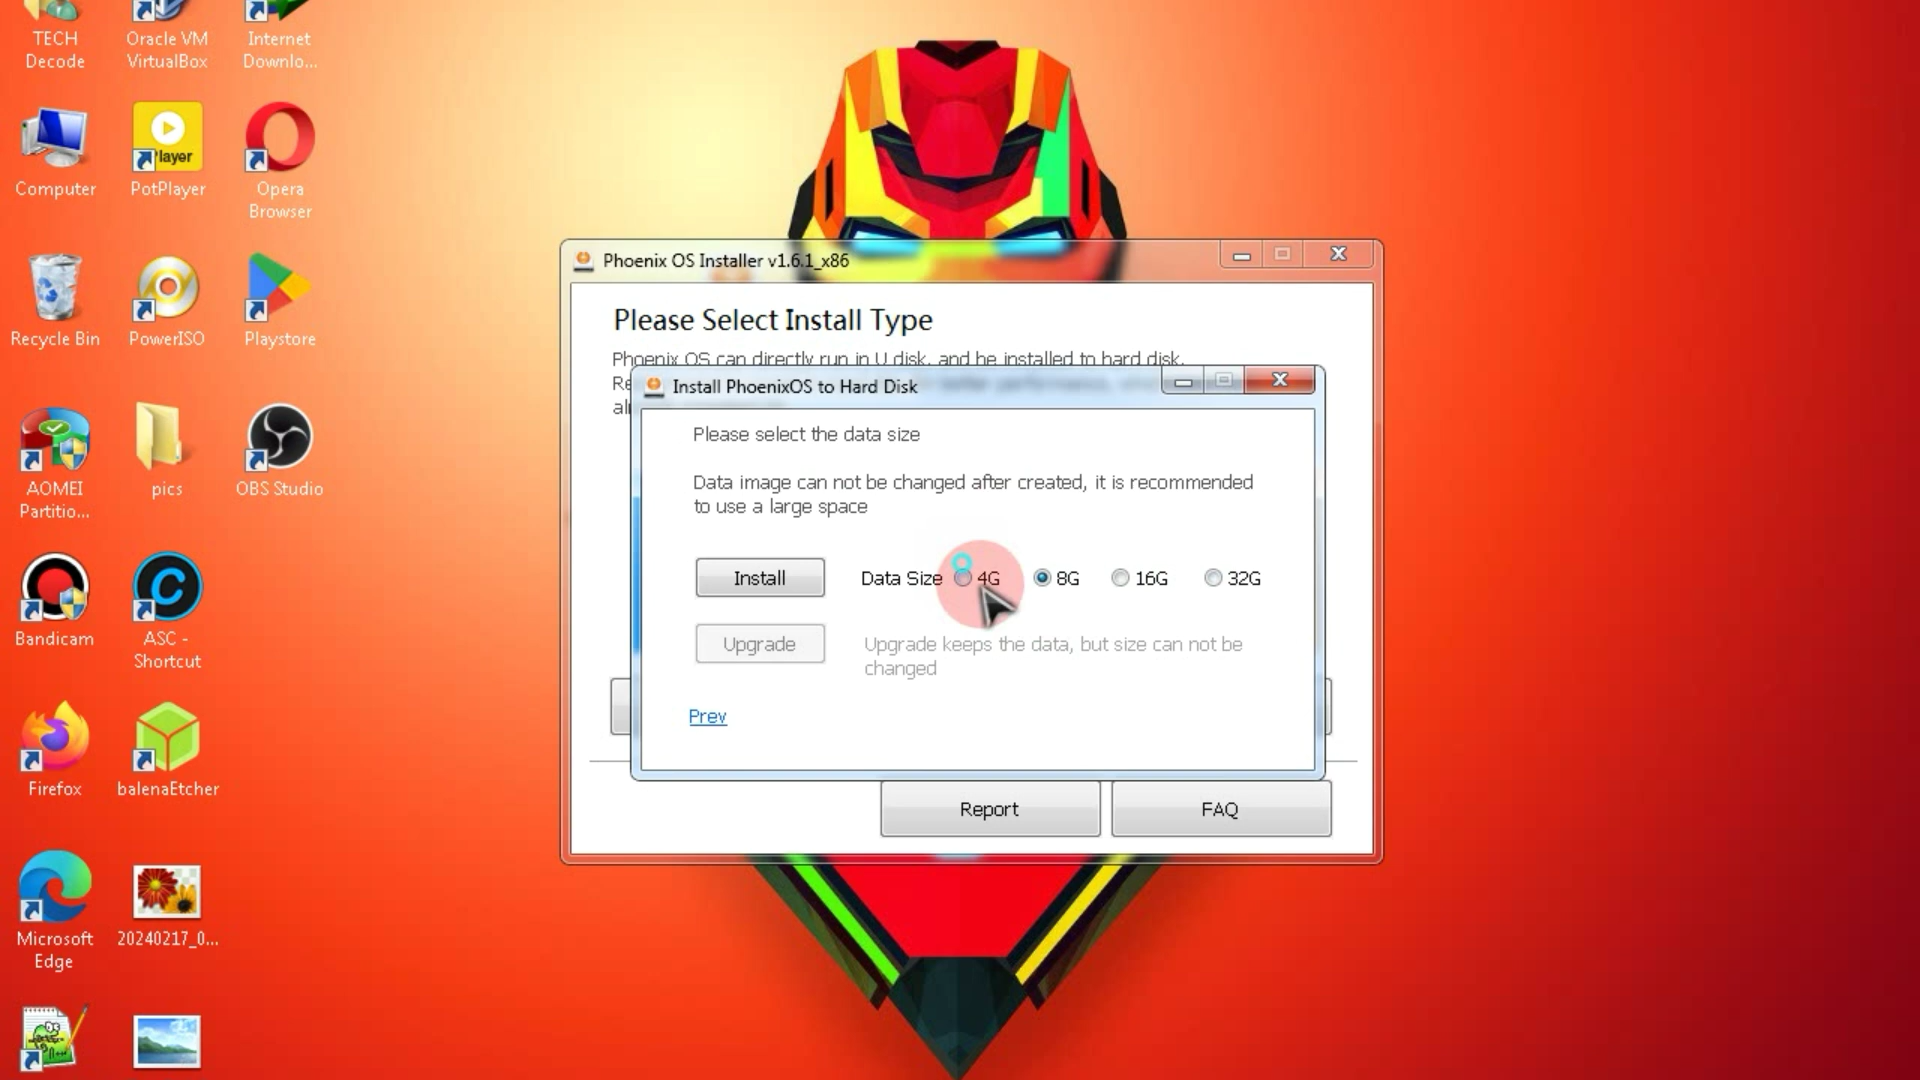 TECH
Decode
Oracle VM
VirtualBox
Internet
Downlo...
Computer
Player
PotPlayer
Opera
Browser
Recycle Bin
PowerISO
Playstore
AOMEI
Partitio...
pics
OBS Studio
Bandicam
ASC -
Shortcut
Firefox
balenaEtcher
Microsoft
Edge
20240217_0...
Phoenix OS Installer v1.6.1_x86
Please Select Install Type
Phoenix OS can directly run in U disk, and be installed to hard disk.
Install PhoenixOS to Hard Disk
Please select the data size
Data image can not be changed after created, it is recommended
to use a large space
Install
Data Size 4G 8G 16G 32G
Upgrade
Upgrade keeps the data, but size can not be
changed
Prev
Report
FAQ